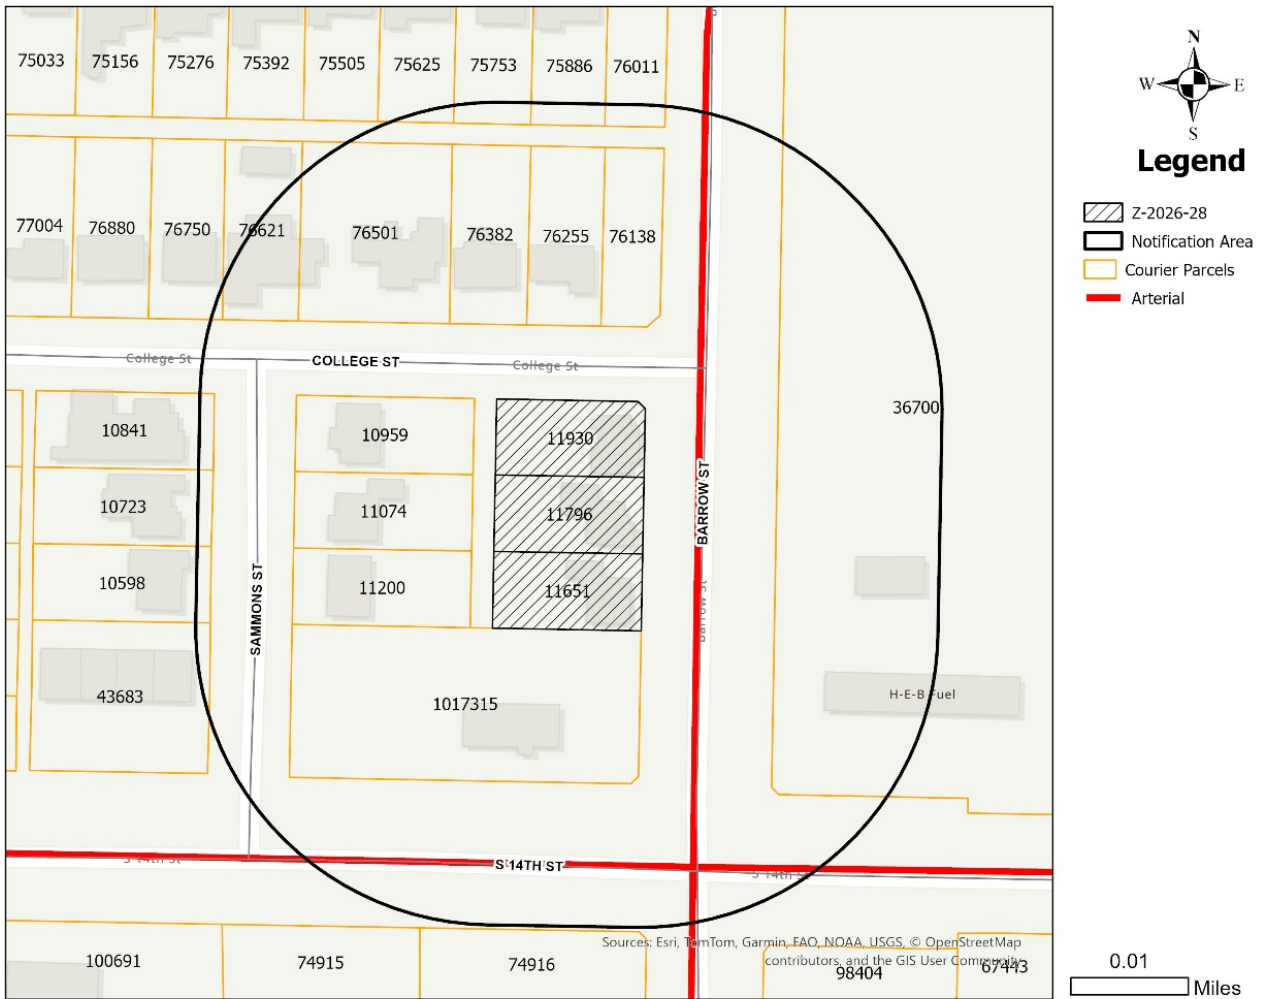 75033 75156 75276 75392 75505 75625 75753 75886 76011
77004 76880 76750 76621 76501 76382 76255 76138
College St COLLEGE ST College St
36700
10841 10959 11930
10723 11074 11796
BARROW ST
10598 11200 11651
SAMMONS ST
Barrow St
43683 1017315
H-E-B Fuel
S 14th St S 14TH ST S 14th St
100691 74915 74916 98404 67443
Sources: Esri, TomTom, Garmin, FAO, NOAA, USGS, © OpenStreetMap
contributors, and the GIS User Community
N
W E
S
Legend
Z-2026-28
Notification Area
Courier Parcels
Arterial
0.01
Miles